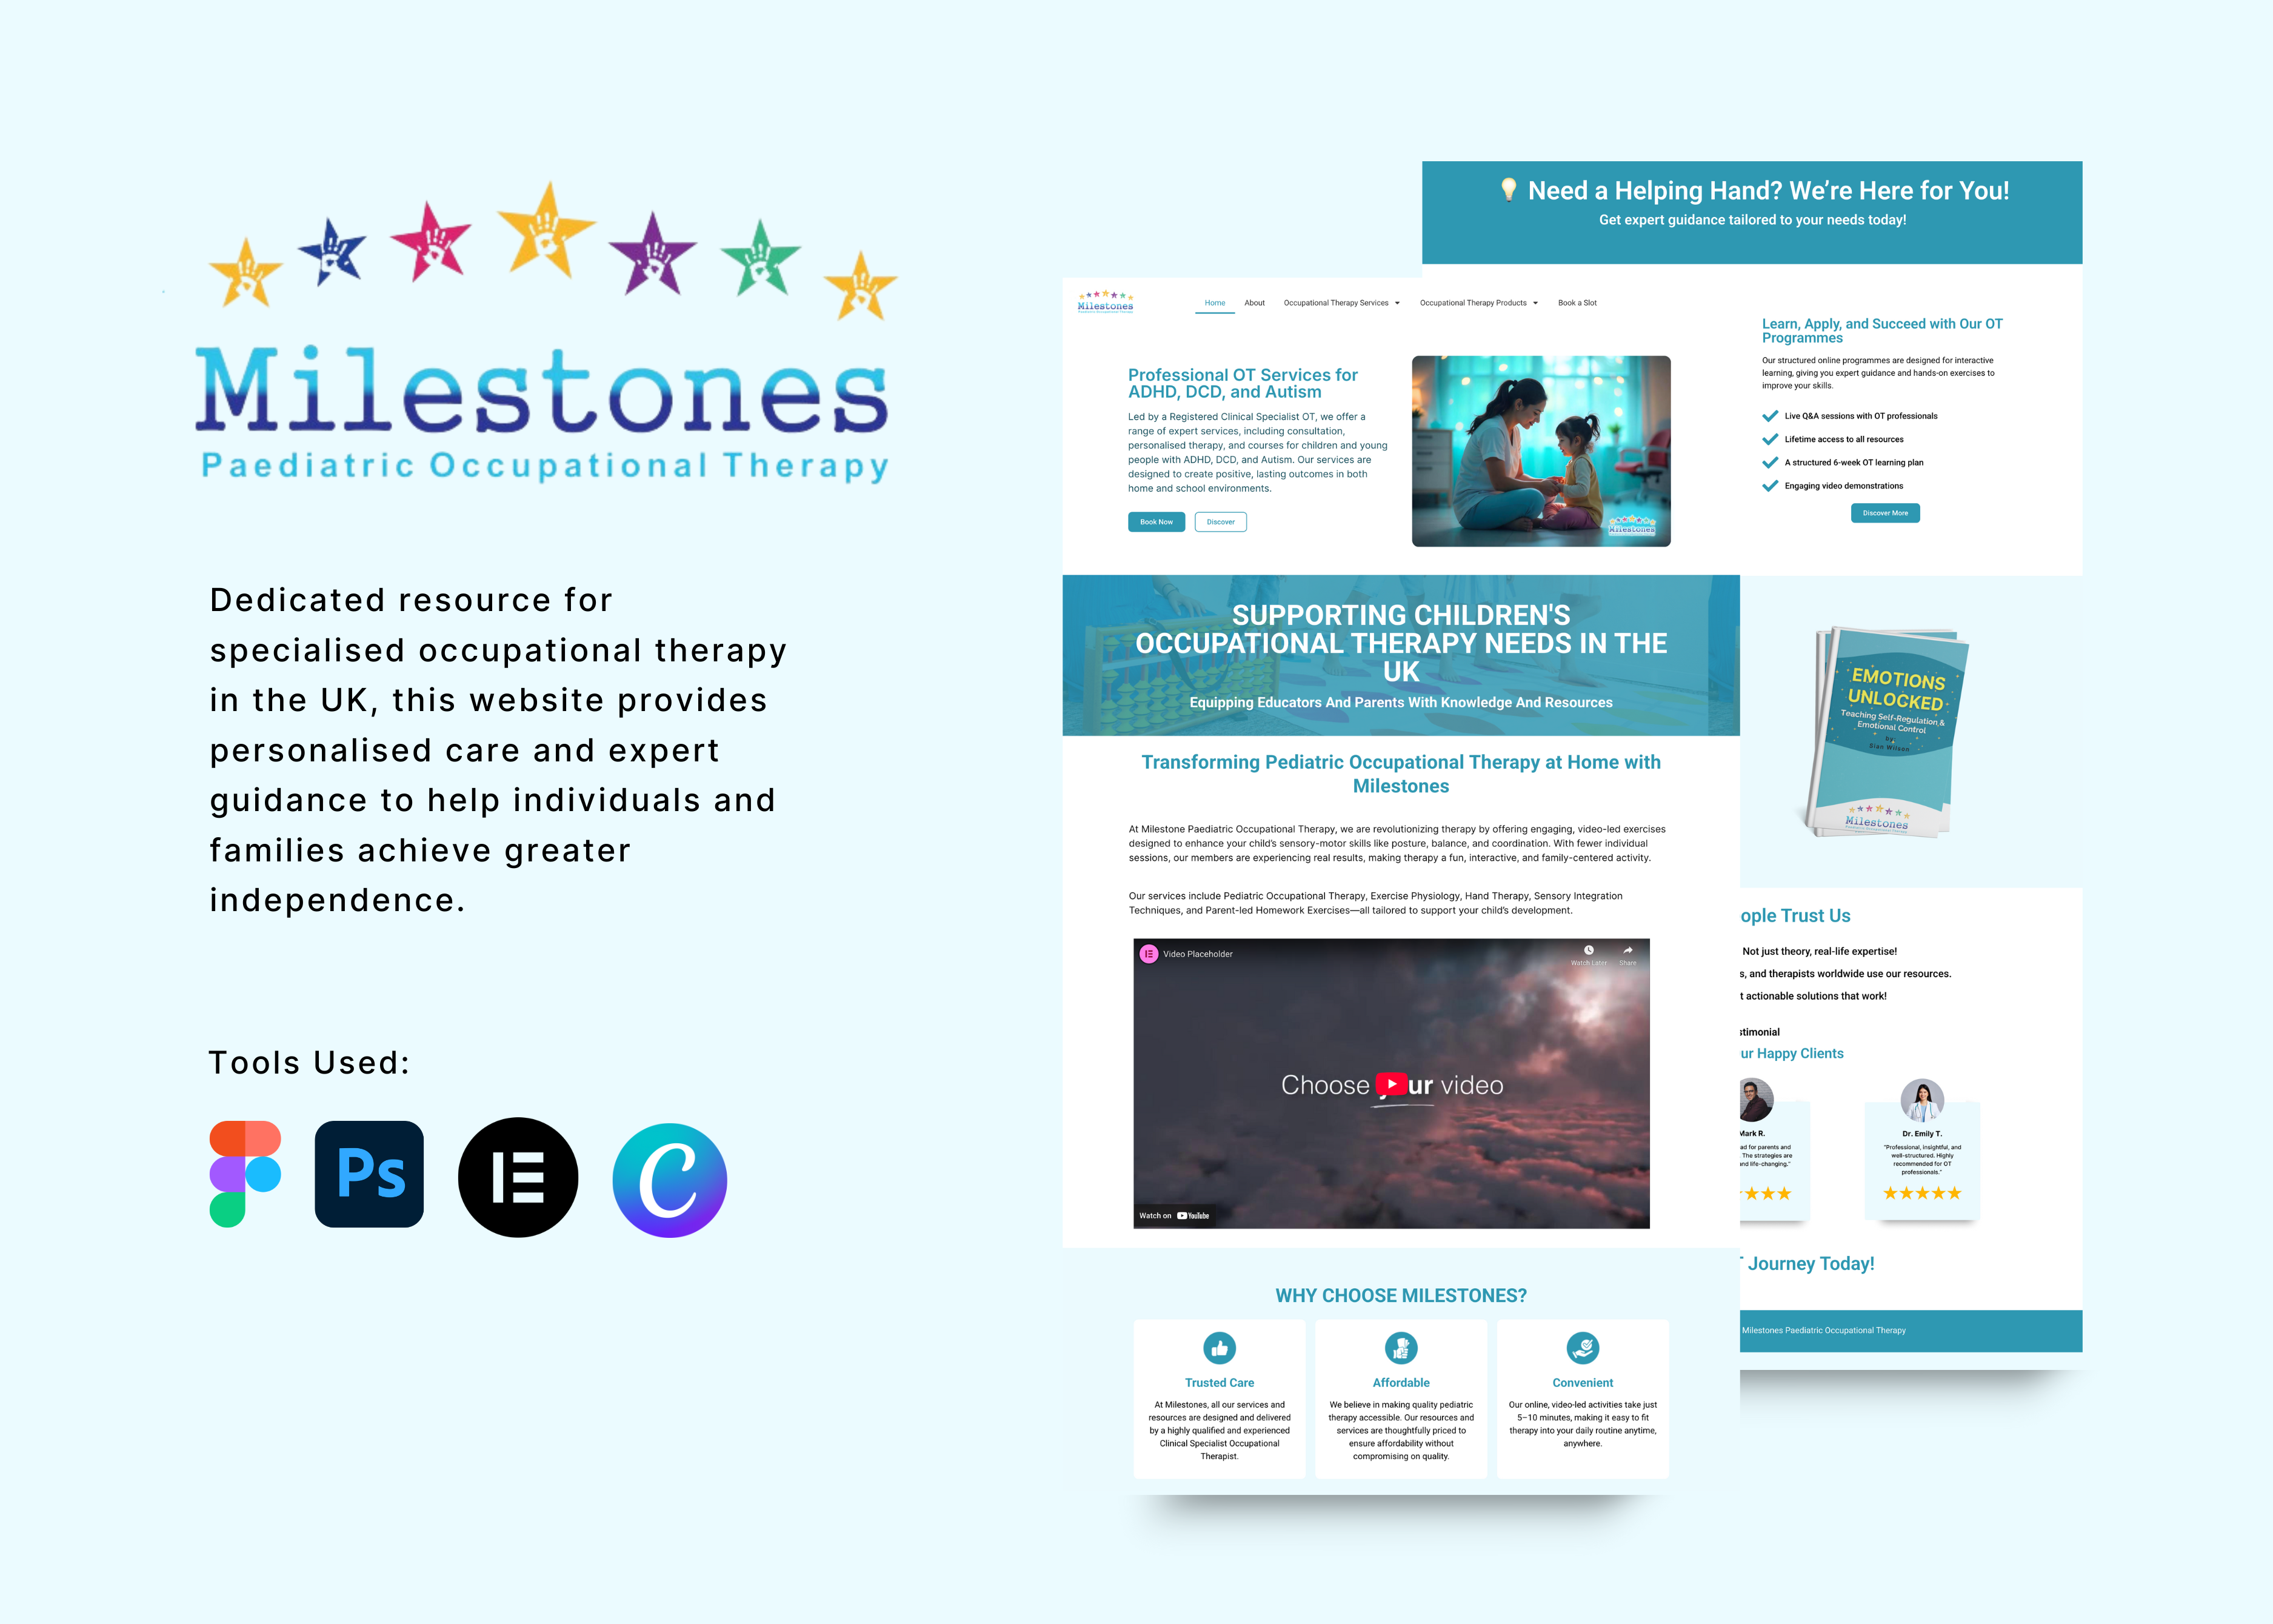 Milestones
Paediatric Occupational Therapy
Dedicated resource for
specialised occupational therapy
in the UK, this website provides
personalised care and expert
guidance to help individuals and
families achieve greater
independence.
Tools Used:
Ps
C
Need a Helping Hand? We’re Here for You!
Get expert guidance tailored to your needs today!
Milestones
Paediatric Occupational Therapy
Home About Occupational Therapy Services Occupational Therapy Products Book a Slot
Professional OT Services for
ADHD, DCD, and Autism
Led by a Registered Clinical Specialist OT, we offer a
range of expert services, including consultation,
personalised therapy, and courses for children and young
people with ADHD, DCD, and Autism. Our services are
designed to create positive, lasting outcomes in both
home and school environments.
Book Now Discover
Milestones
Learn, Apply, and Succeed with Our OT
Programmes
Our structured online programmes are designed for interactive
learning, giving you expert guidance and hands-on exercises to
improve your skills.
Live Q&A sessions with OT professionals
Lifetime access to all resources
A structured 6-week OT learning plan
Engaging video demonstrations
Discover More
SUPPORTING CHILDREN'S
OCCUPATIONAL THERAPY NEEDS IN THE
UK
Equipping Educators And Parents With Knowledge And Resources
Transforming Pediatric Occupational Therapy at Home with
Milestones
At Milestone Paediatric Occupational Therapy, we are revolutionizing therapy by offering engaging, video-led exercises
designed to enhance your child’s sensory-motor skills like posture, balance, and coordination. With fewer individual
sessions, our members are experiencing real results, making therapy a fun, interactive, and family-centered activity.
Our services include Pediatric Occupational Therapy, Exercise Physiology, Hand Therapy, Sensory Integration
Techniques, and Parent-led Homework Exercises—all tailored to support your child’s development.
Video Placeholder
Watch Later Share
Choose your video
Watch on YouTube
EMOTIONS
UNLOCKED
Teaching Self-Regulation &
Emotional Control
by:
Sian Wilson
Milestones
ople Trust Us
Not just theory, real-life expertise!
s, and therapists worldwide use our resources.
t actionable solutions that work!
stimonial
ur Happy Clients
Mark R.
ad for parents and
The strategies are
and life-changing.”
Dr. Emily T.
“Professional, insightful, and
well-structured. Highly
recommended for OT
professionals.”
T Journey Today!
Milestones Paediatric Occupational Therapy
WHY CHOOSE MILESTONES?
Trusted Care
At Milestones, all our services and
resources are designed and delivered
by a highly qualified and experienced
Clinical Specialist Occupational
Therapist.
Affordable
We believe in making quality pediatric
therapy accessible. Our resources and
services are thoughtfully priced to
ensure affordability without
compromising on quality.
Convenient
Our online, video-led activities take just
5–10 minutes, making it easy to fit
therapy into your daily routine anytime,
anywhere.